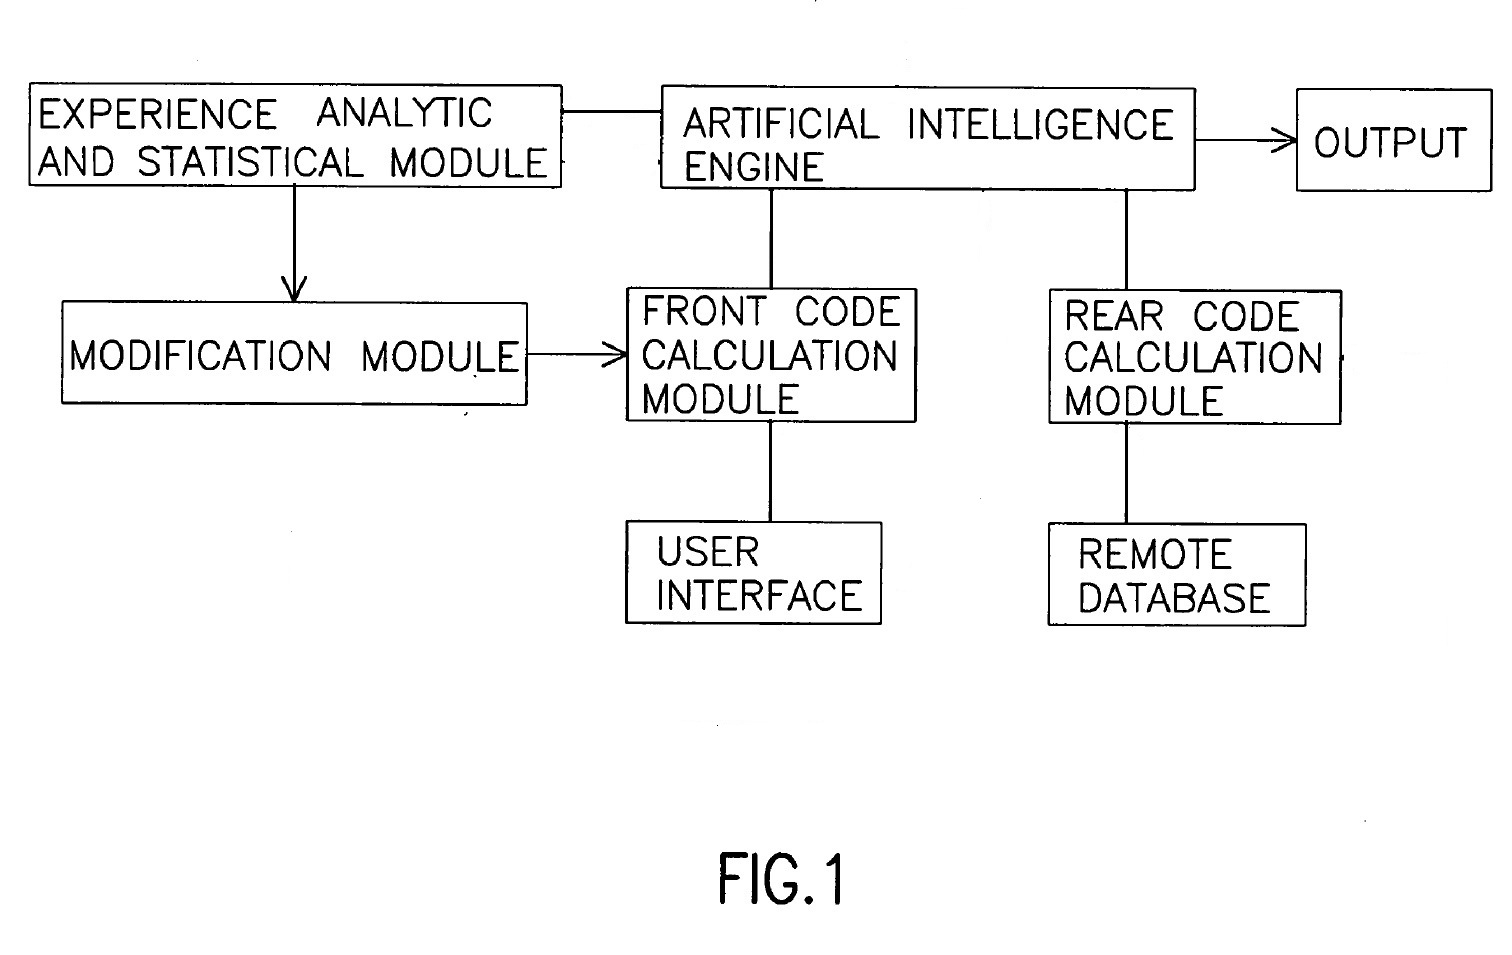 EXPERIENCE ANALYTIC
AND STATISTICAL MODULE
ARTIFICIAL INTELLIGENCE
ENGINE
OUTPUT
MODIFICATION MODULE
FRONT CODE
CALCULATION
MODULE
REAR CODE
CALCULATION
MODULE
USER
INTERFACE
REMOTE
DATABASE
FIG.1